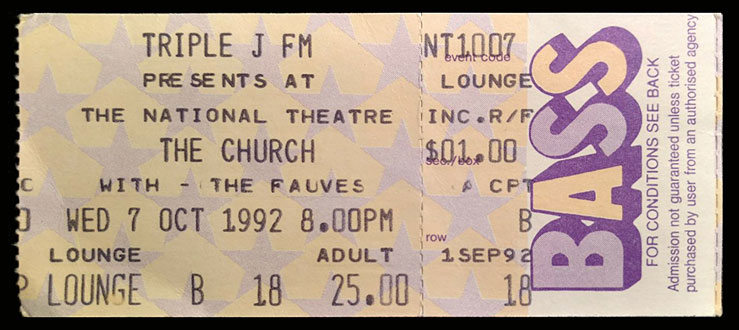 TRIPLE J FM
PRESENTS AT
THE NATIONAL THEATRE
THE CHURCH
C WITH - THE FAUVES
WED 7 OCT 1992 8.00PM
LOUNGE ADULT
LOUNGE B 18 25.00
NT1007
event code
LOUNGE
INC.R/F
$01.00
sec./box
A CPT
B
row
1SEP92
18
BASS
FOR CONDITIONS SEE BACK
Admission not guaranteed unless ticket
purchased by user from an authorised agency